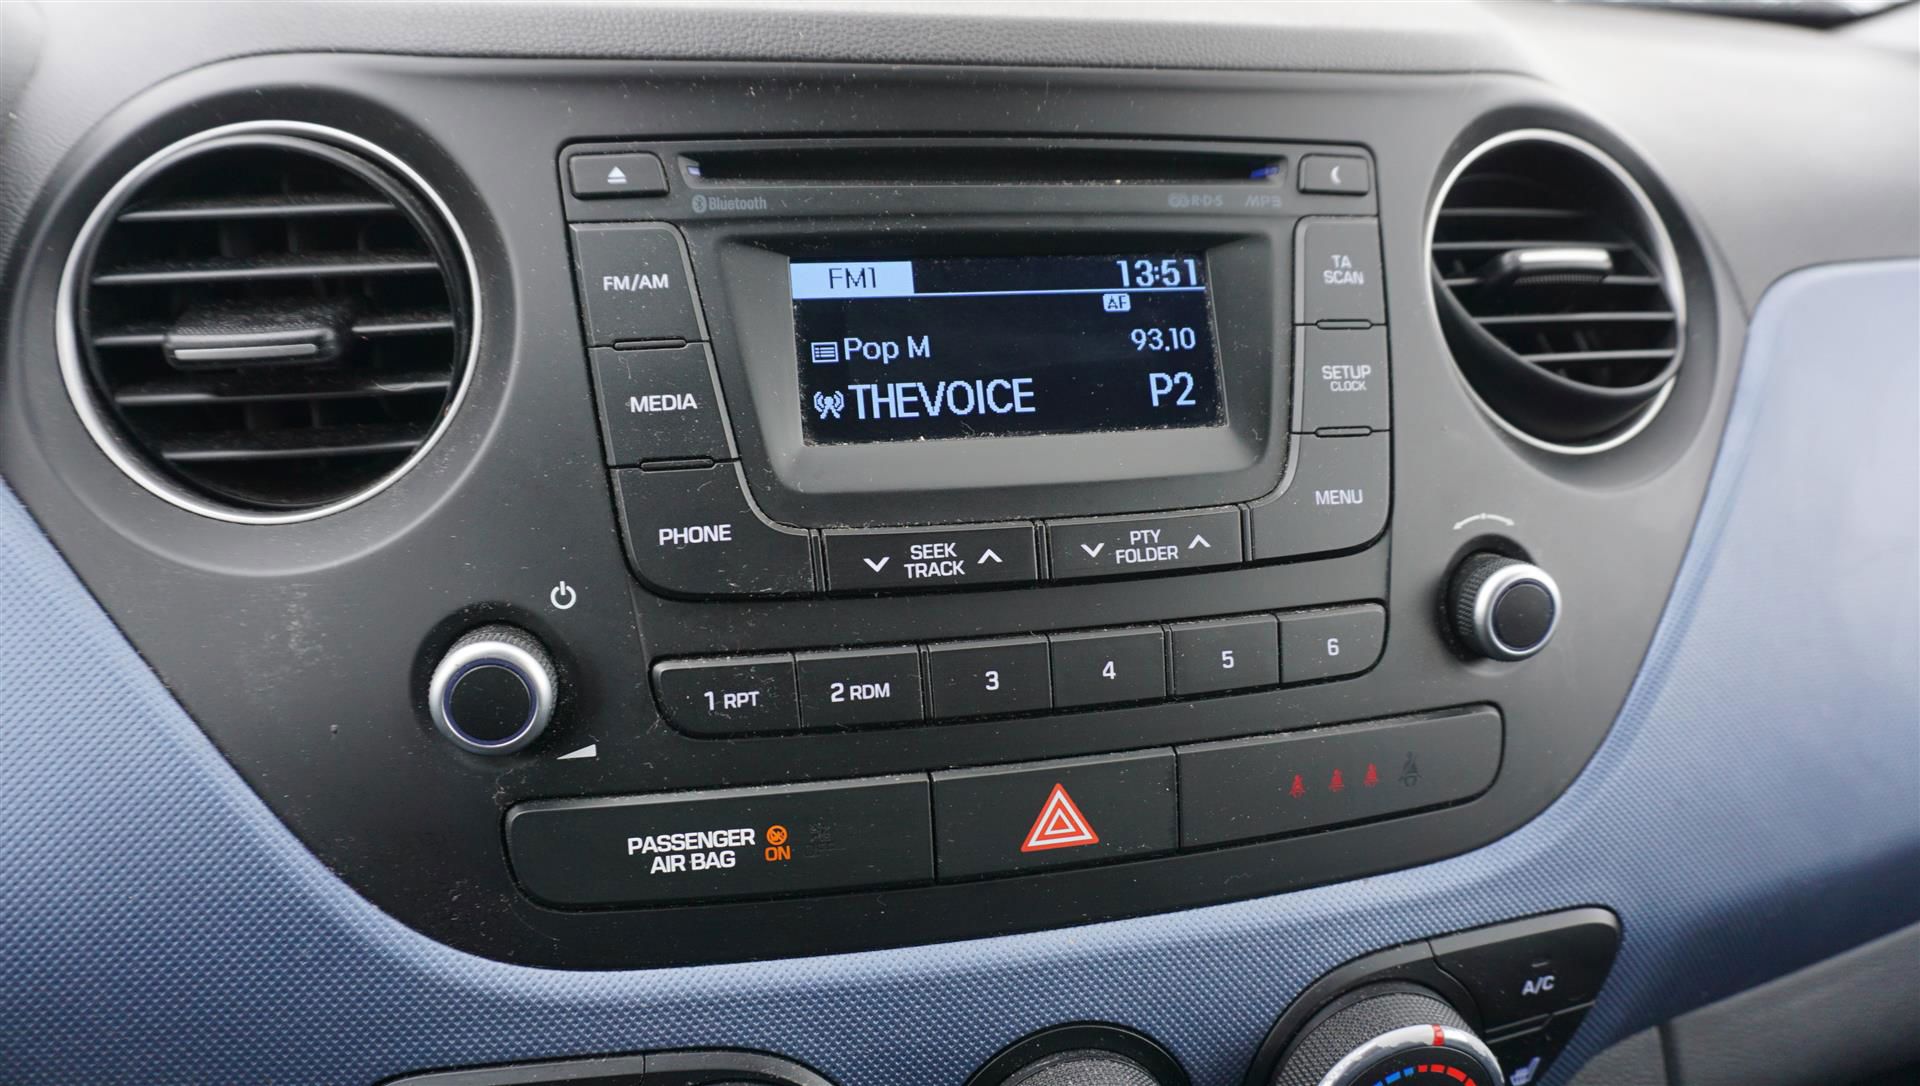 Bluetooth
R·D·S MP3
FM/AM
MEDIA
PHONE
FM1 13:51
AF
Pop M 93.10
THEVOICE P2
TA
SCAN
SETUP
CLOCK
MENU
SEEK
TRACK
PTY
FOLDER
1 RPT
2 RDM
3
4
5
6
PASSENGER
AIR BAG
ON
A/C